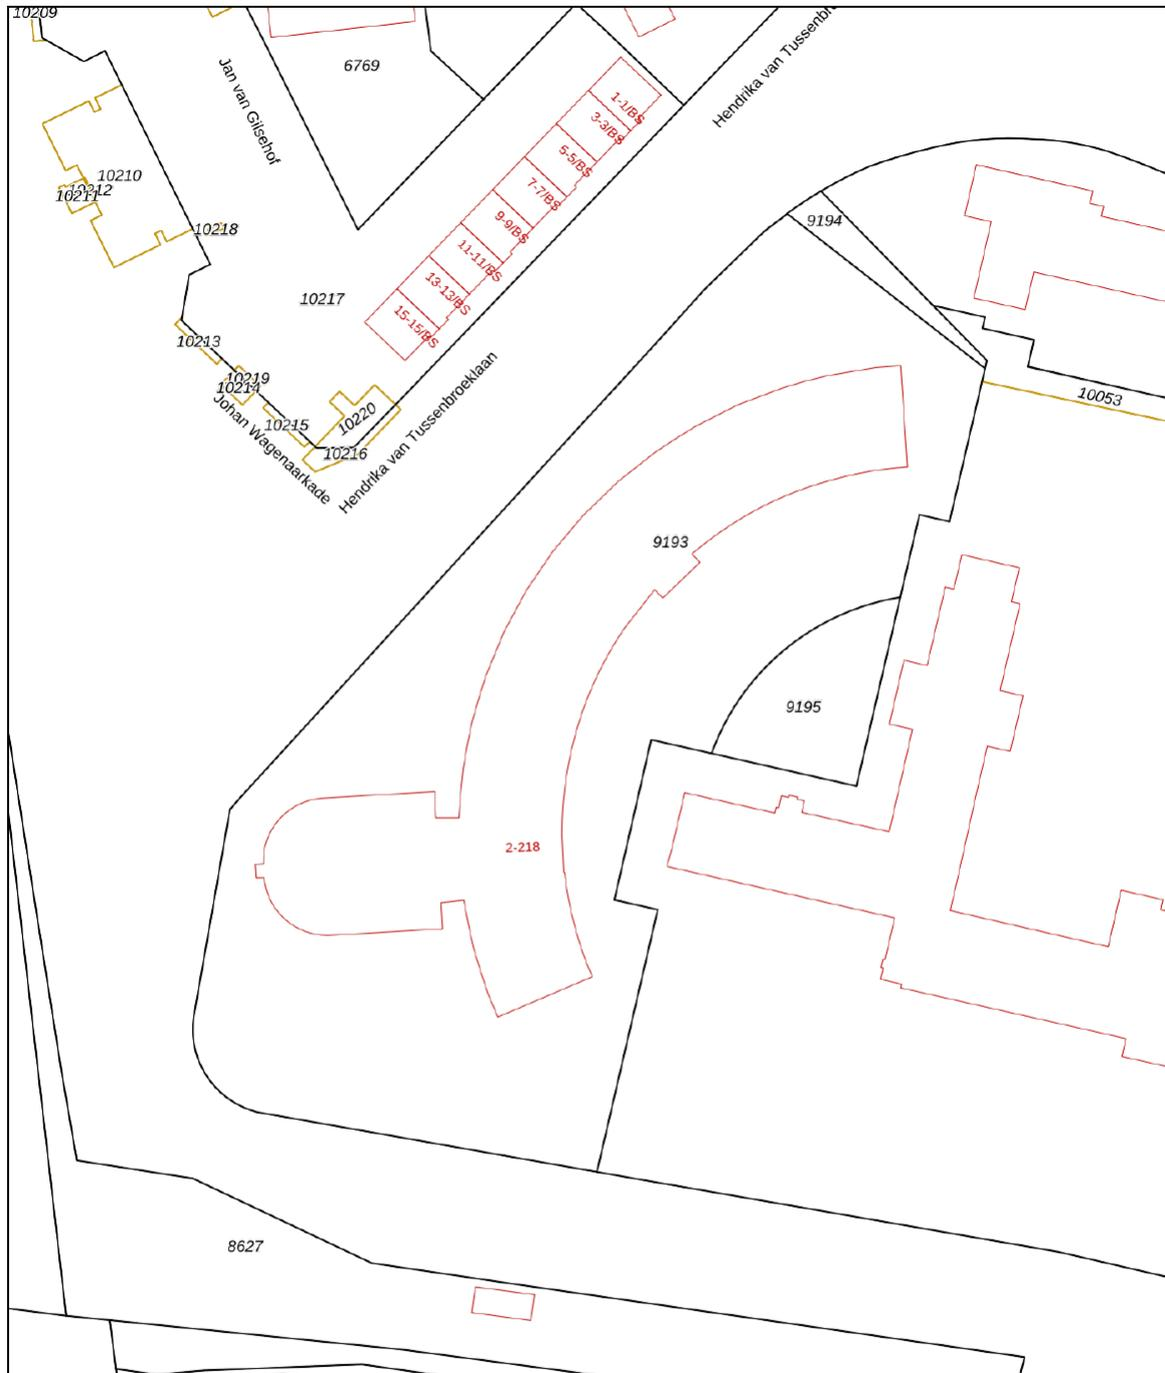 10209
Jan van Gilsehof
6769
Hendrika van Tussenbr
1-1/BS
3-3/BS
5-5/BS
7-7/BS
9-9/BS
11-11/BS
13-13/BS
15-15/BS
10210
10212
10211
10218
9194
10217
10213
10219
10214
10053
10220
10215
10216
Johan Wagenaarkade
Hendrika van Tussenbroeklaan
9193
9195
2-218
8627